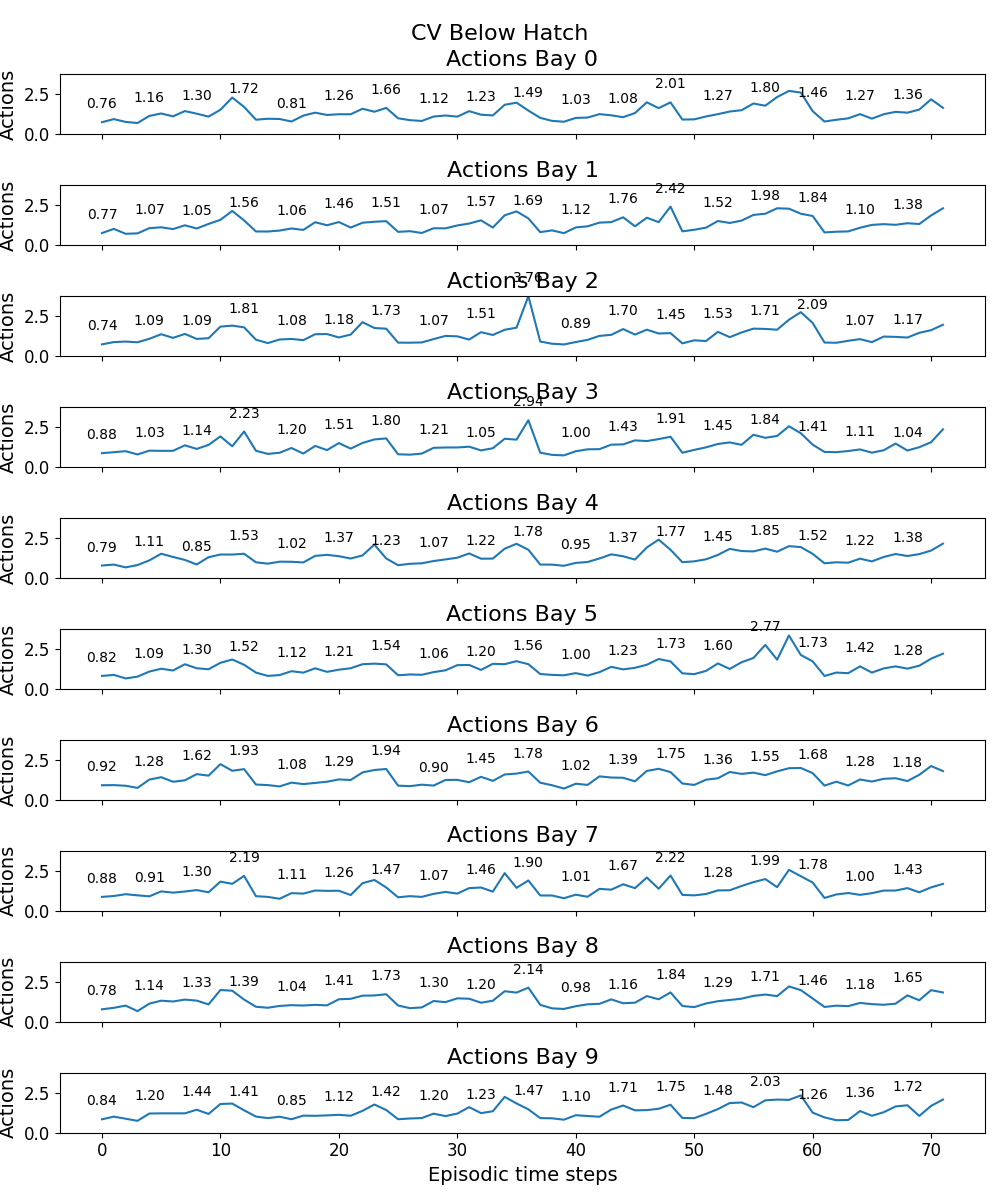 CV Below Hatch
Actions Bay 0
Actions
2.5
0.0
0.76 1.16 1.30 1.72 0.81 1.26 1.66 1.12 1.23 1.49 1.03 1.08 2.01 1.27 1.80 1.46 1.27 1.36
Actions Bay 1
Actions
2.5
0.0
0.77 1.07 1.05 1.56 1.06 1.46 1.51 1.07 1.57 1.69 1.12 1.76 2.42 1.52 1.98 1.84 1.10 1.38
Actions Bay 2
Actions
2.5
0.0
0.74 1.09 1.09 1.81 1.08 1.18 1.73 1.07 1.51 3.76 0.89 1.70 1.45 1.53 1.71 2.09 1.07 1.17
Actions Bay 3
Actions
2.5
0.0
0.88 1.03 1.14 2.23 1.20 1.51 1.80 1.21 1.05 2.94 1.00 1.43 1.91 1.45 1.84 1.41 1.11 1.04
Actions Bay 4
Actions
2.5
0.0
0.79 1.11 0.85 1.53 1.02 1.37 1.23 1.07 1.22 1.78 0.95 1.37 1.77 1.45 1.85 1.52 1.22 1.38
Actions Bay 5
Actions
2.5
0.0
0.82 1.09 1.30 1.52 1.12 1.21 1.54 1.06 1.20 1.56 1.00 1.23 1.73 1.60 2.77 1.73 1.42 1.28
Actions Bay 6
Actions
2.5
0.0
0.92 1.28 1.62 1.93 1.08 1.29 1.94 0.90 1.45 1.78 1.02 1.39 1.75 1.36 1.55 1.68 1.28 1.18
Actions Bay 7
Actions
2.5
0.0
0.88 0.91 1.30 2.19 1.11 1.26 1.47 1.07 1.46 1.90 1.01 1.67 2.22 1.28 1.99 1.78 1.00 1.43
Actions Bay 8
Actions
2.5
0.0
0.78 1.14 1.33 1.39 1.04 1.41 1.73 1.30 1.20 2.14 0.98 1.16 1.84 1.29 1.71 1.46 1.18 1.65
Actions Bay 9
Actions
2.5
0.0
0.84 1.20 1.44 1.41 0.85 1.12 1.42 1.20 1.23 1.47 1.10 1.71 1.75 1.48 2.03 1.26 1.36 1.72
0 10 20 30 40 50 60 70
Episodic time steps